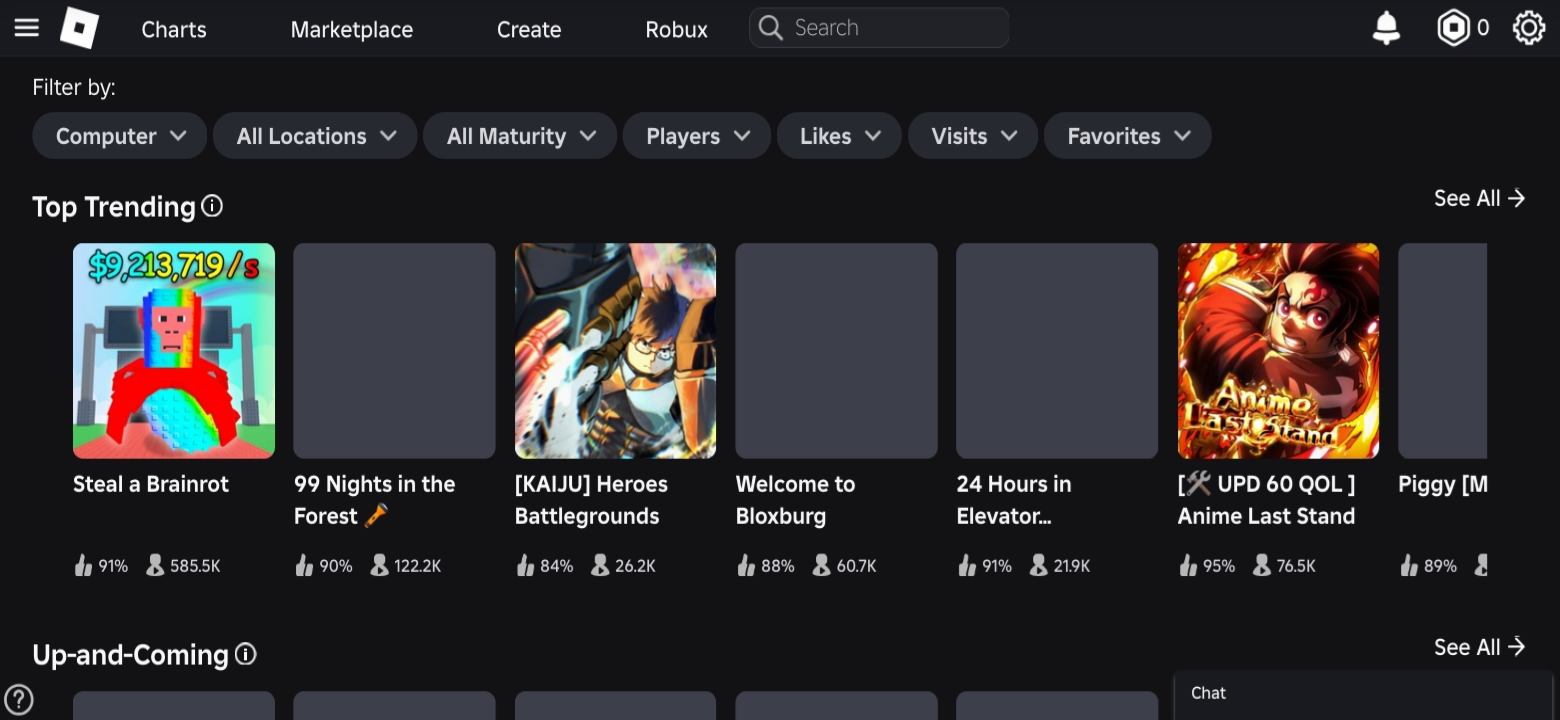 Charts Marketplace Create Robux Search 0
Filter by:
Computer All Locations All Maturity Players Likes Visits Favorites
Top Trending
See All →
$9,213,719/s
Anime
Last Stand
Steal a Brainrot
91% 585.5K
99 Nights in the
Forest 🔦
90% 122.2K
[KAIJU] Heroes
Battlegrounds
84% 26.2K
Welcome to
Bloxburg
88% 60.7K
24 Hours in
Elevator...
91% 21.9K
[🛠️ UPD 60 QOL ]
Anime Last Stand
95% 76.5K
Piggy [M
89%
Up-and-Coming
See All →
Chat